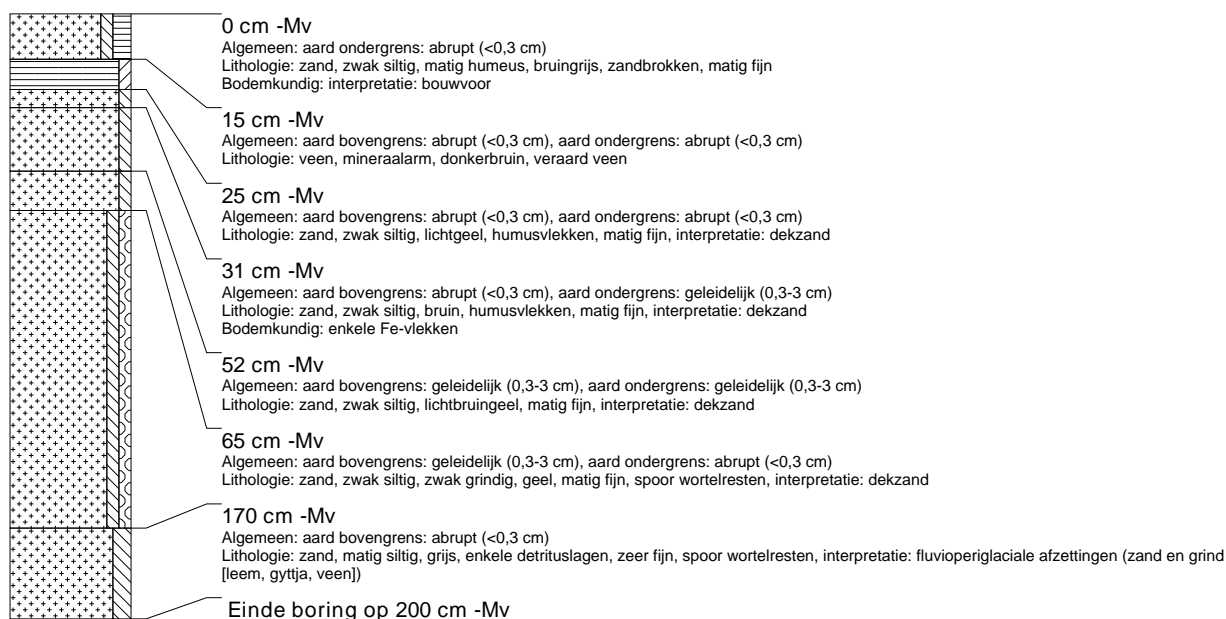 0 cm -Mv
Algemeen: aard ondergrens: abrupt (<0,3 cm)
Lithologie: zand, zwak siltig, matig humeus, bruingrijs, zandbrokken, matig fijn
Bodemkundig: interpretatie: bouwvoor
15 cm -Mv
Algemeen: aard bovengrens: abrupt (<0,3 cm), aard ondergrens: abrupt (<0,3 cm)
Lithologie: veen, mineraalarm, donkerbruin, veraard veen
25 cm -Mv
Algemeen: aard bovengrens: abrupt (<0,3 cm), aard ondergrens: abrupt (<0,3 cm)
Lithologie: zand, zwak siltig, lichtgeel, humusvlekken, matig fijn, interpretatie: dekzand
31 cm -Mv
Algemeen: aard bovengrens: abrupt (<0,3 cm), aard ondergrens: geleidelijk (0,3-3 cm)
Lithologie: zand, zwak siltig, bruin, humusvlekken, matig fijn, interpretatie: dekzand
Bodemkundig: enkele Fe-vlekken
52 cm -Mv
Algemeen: aard bovengrens: geleidelijk (0,3-3 cm), aard ondergrens: geleidelijk (0,3-3 cm)
Lithologie: zand, zwak siltig, lichtbruingeel, matig fijn, interpretatie: dekzand
65 cm -Mv
Algemeen: aard bovengrens: geleidelijk (0,3-3 cm), aard ondergrens: abrupt (<0,3 cm)
Lithologie: zand, zwak siltig, zwak grindig, geel, matig fijn, spoor wortelresten, interpretatie: dekzand
170 cm -Mv
Algemeen: aard bovengrens: abrupt (<0,3 cm)
Lithologie: zand, matig siltig, grijs, enkele detrituslagen, zeer fijn, spoor wortelresten, interpretatie: fluvioperiglaciale afzettingen (zand en grind
[leem, gyttja, veen])
Einde boring op 200 cm -Mv